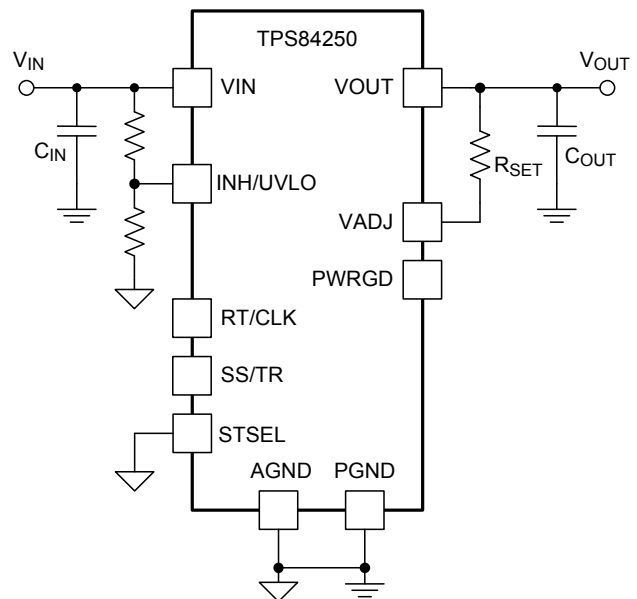 TPS84250
VIN
VIN
VOUT
VOUT
CIN
RSET
COUT
INH/UVLO
VADJ
PWRGD
RT/CLK
SS/TR
STSEL
AGND
PGND